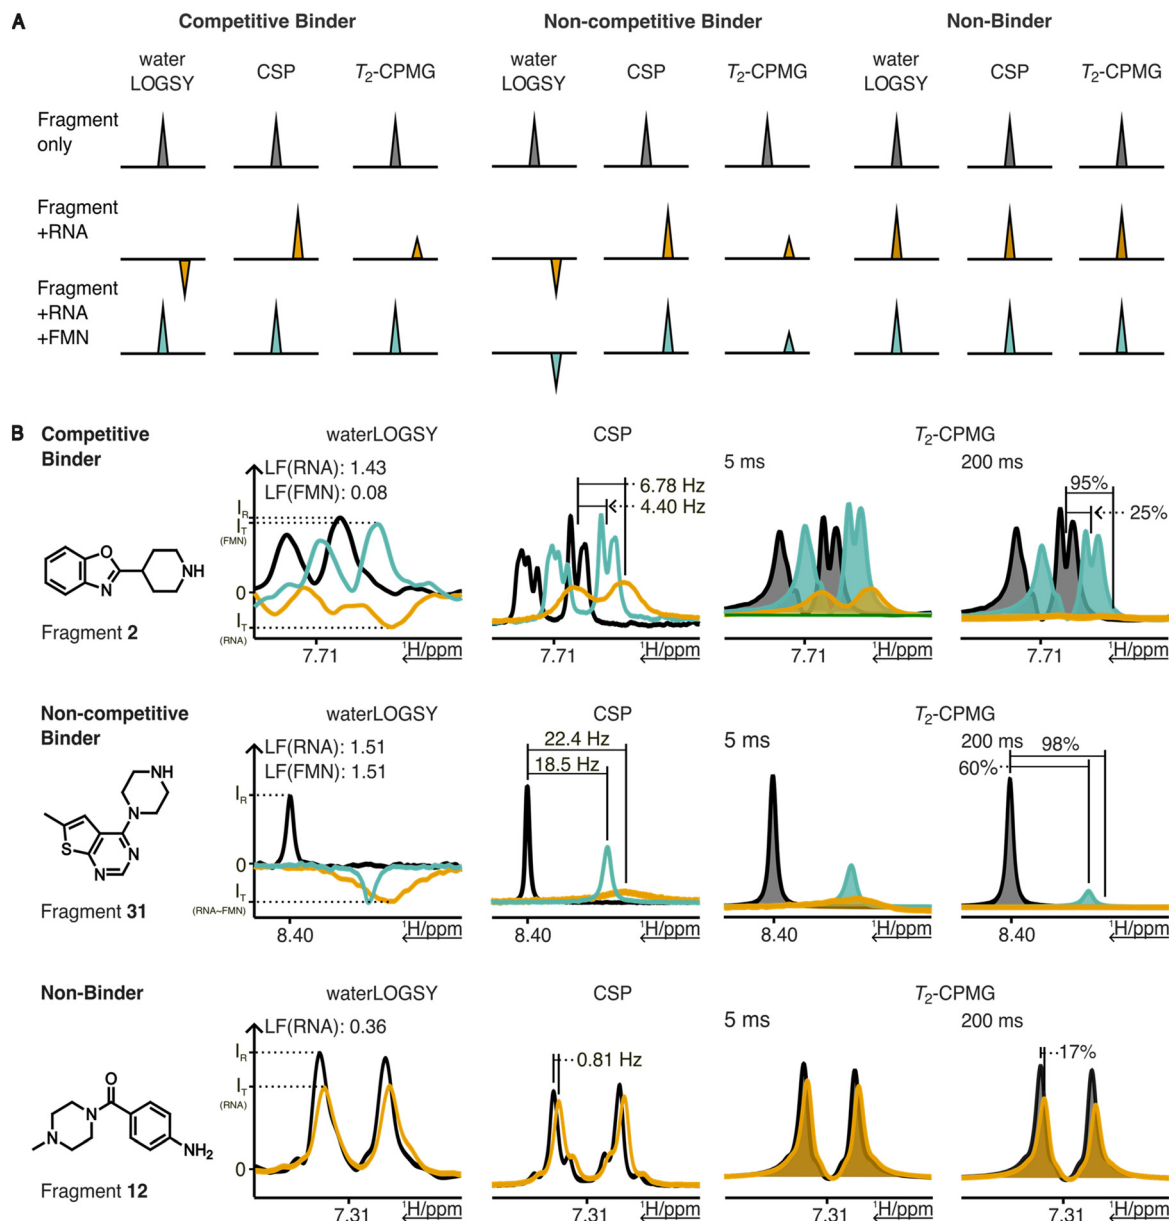 A
Competitive Binder
Non-competitive Binder
Non-Binder
water
LOGSY
CSP
T2-CPMG
water
LOGSY
CSP
T2-CPMG
water
LOGSY
CSP
T2-CPMG
Fragment
only
Fragment
+RNA
Fragment
+RNA
+FMN
B
Competitive
Binder
waterLOGSY
CSP
T2-CPMG
LF(RNA): 1.43
LF(FMN): 0.08
IR
IT
(FMN)
0
IT
(RNA)
7.71
1H/ppm
6.78 Hz
4.40 Hz
7.71
1H/ppm
5 ms
7.71
1H/ppm
200 ms
95%
25%
7.71
1H/ppm
O
N
NH
Fragment 2
Non-competitive
Binder
waterLOGSY
CSP
T2-CPMG
LF(RNA): 1.51
LF(FMN): 1.51
IR
0
IT
(RNA~FMN)
8.40
1H/ppm
22.4 Hz
18.5 Hz
8.40
1H/ppm
5 ms
8.40
1H/ppm
200 ms
98%
60%
8.40
1H/ppm
NH
N
S
N
N
Fragment 31
Non-Binder
waterLOGSY
CSP
T2-CPMG
LF(RNA): 0.36
IR
IT
(RNA)
0
7.31
1H/ppm
0.81 Hz
7.31
1H/ppm
5 ms
7.31
1H/ppm
200 ms
17%
7.31
1H/ppm
O
N
N
NH2
Fragment 12